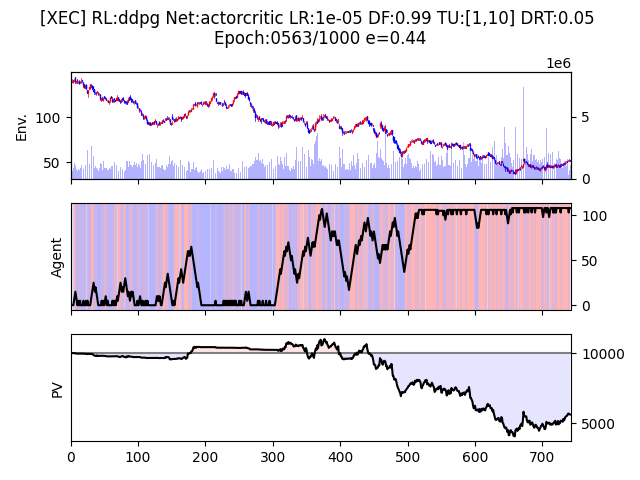 [XEC] RL:ddpg Net:actorcritic LR:1e-05 DF:0.99 TU:[1,10] DRT:0.05
Epoch:0563/1000 e=0.44
1e6
Env.
100
50
5
0
Agent
100
50
0
PV
10000
5000
0 100 200 300 400 500 600 700